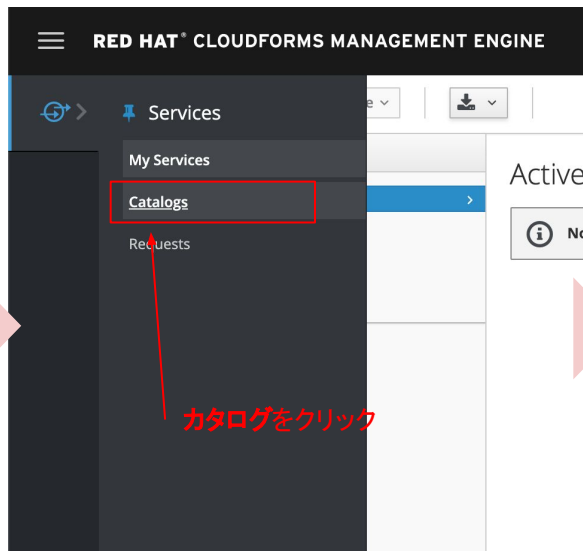 RED HAT® CLOUDFORMS MANAGEMENT ENGINE
Services
My Services
Active
Catalogs
No
Requests
カタログをクリック